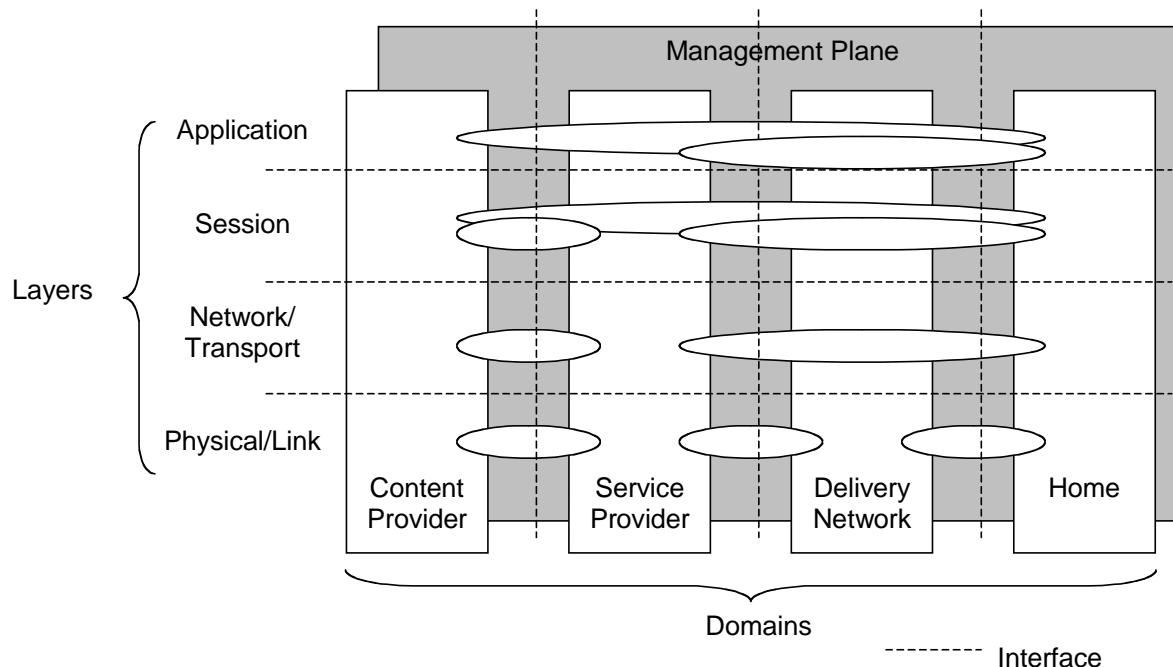 Management Plane
Application
Session
Layers
Network/
Transport
Physical/Link
Content
Provider
Service
Provider
Delivery
Network
Home
Domains
Interface